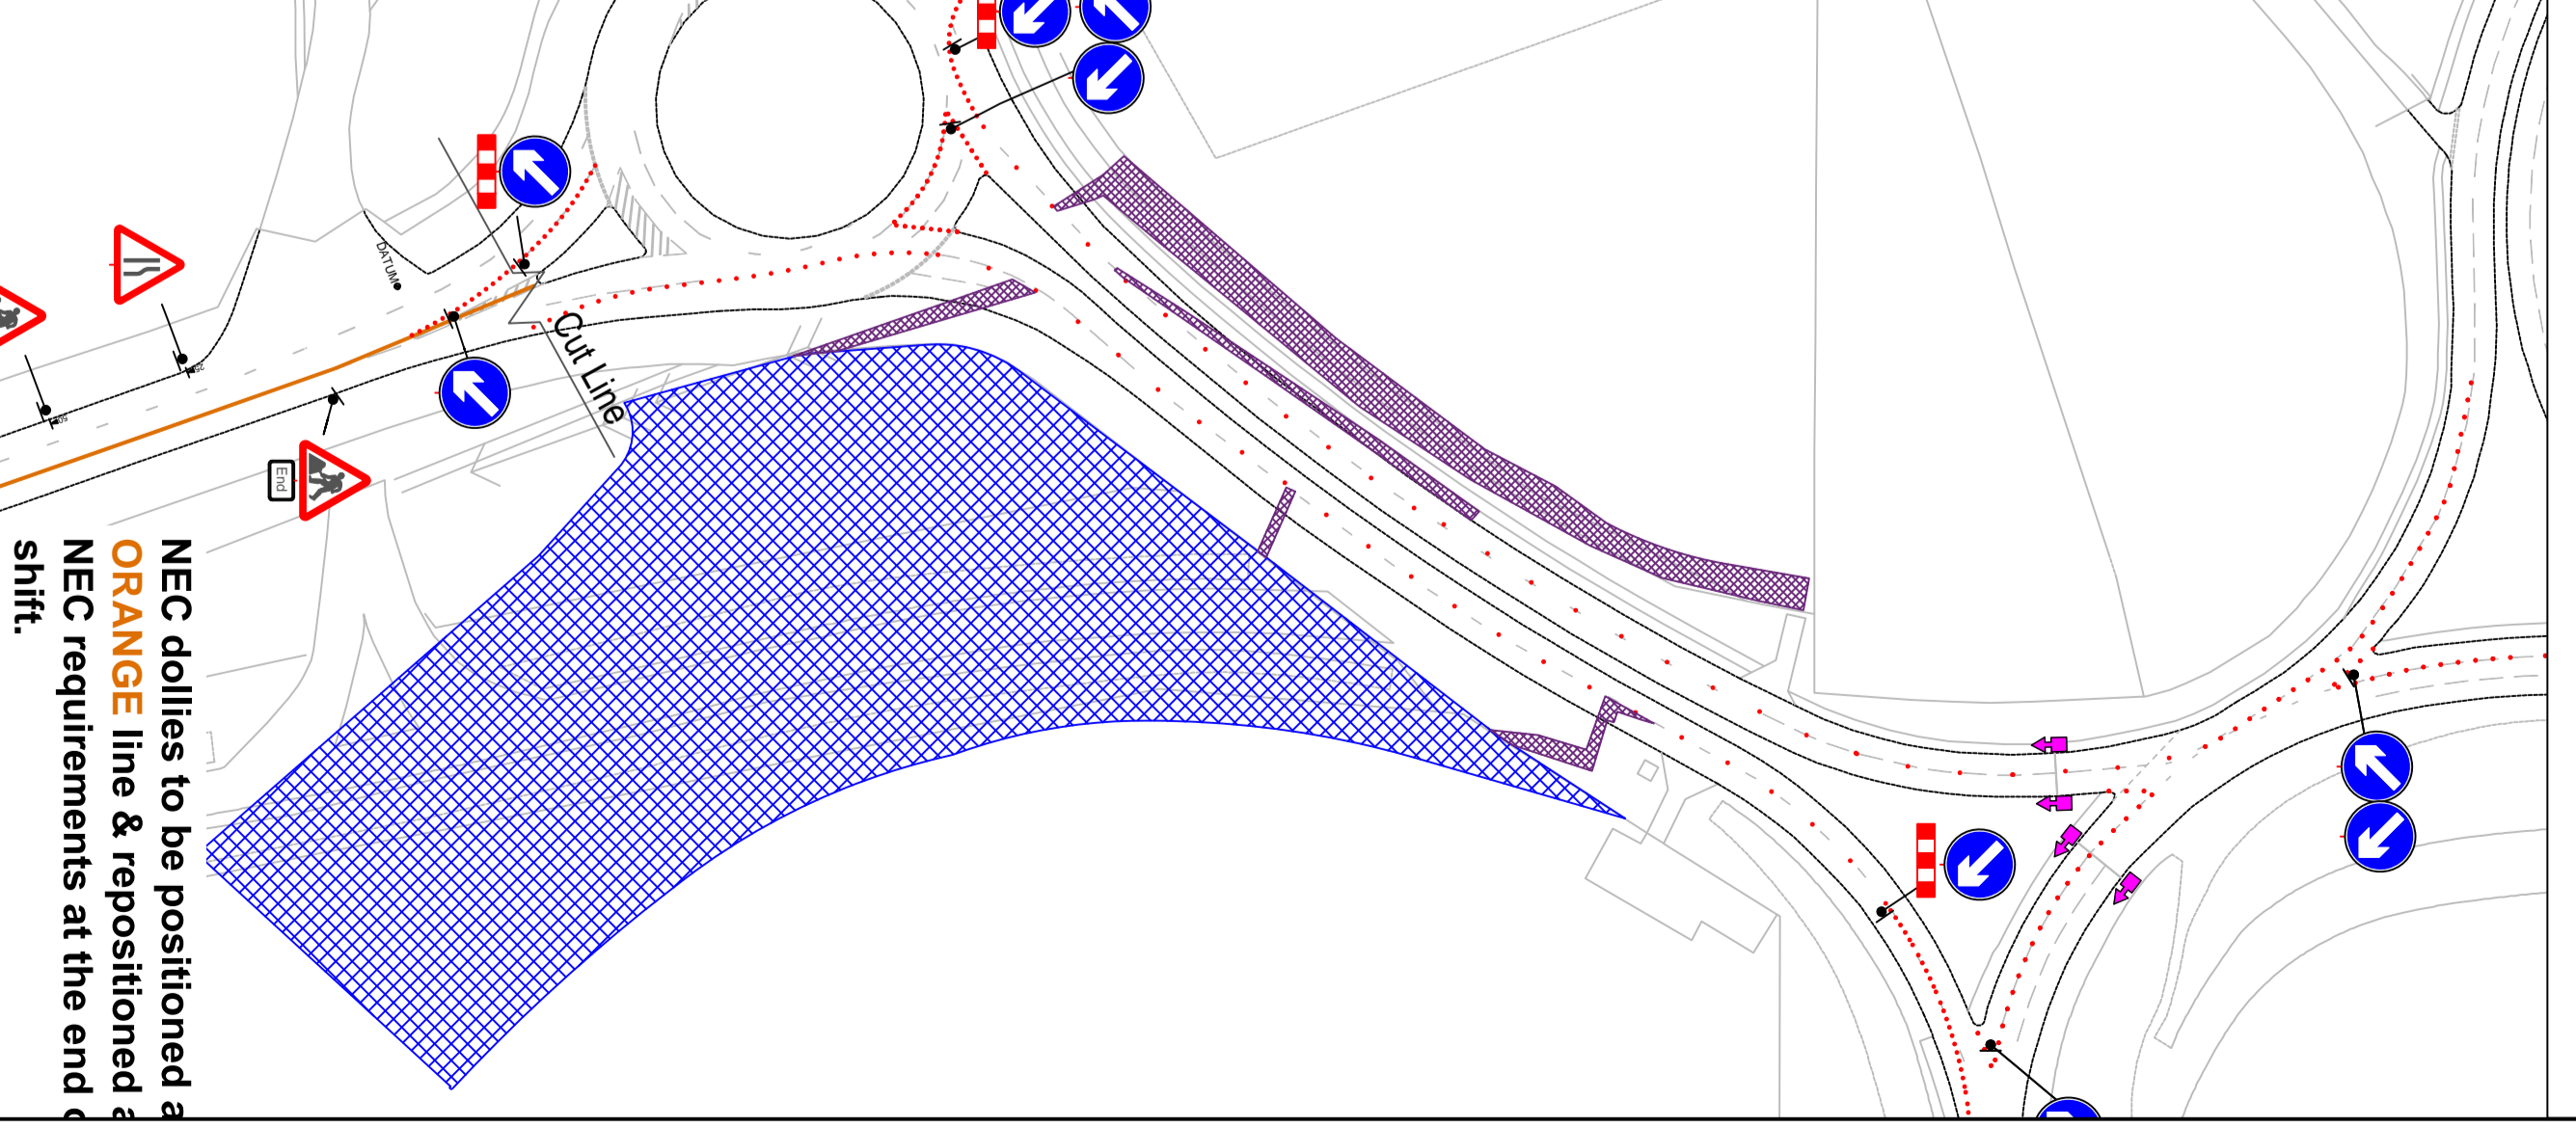 DATUM
Cut Line
End
NEC dollies to be positioned a
ORANGE line & repositioned a
NEC requirements at the end
shift.